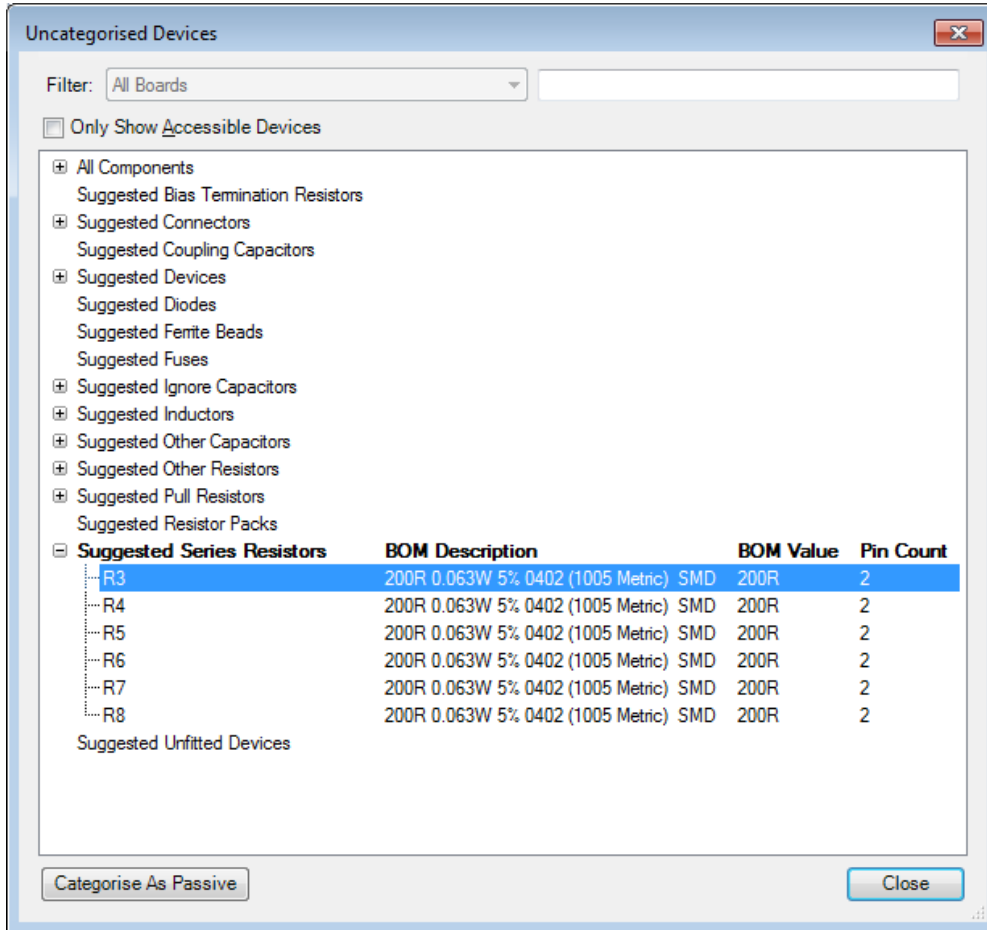 Uncategorised Devices
Filter: All Boards
Only Show Accessible Devices
All Components
Suggested Bias Termination Resistors
Suggested Connectors
Suggested Coupling Capacitors
Suggested Devices
Suggested Diodes
Suggested Ferrite Beads
Suggested Fuses
Suggested Ignore Capacitors
Suggested Inductors
Suggested Other Capacitors
Suggested Other Resistors
Suggested Pull Resistors
Suggested Resistor Packs
Suggested Series Resistors BOM Description BOM Value Pin Count
R3 200R 0.063W 5% 0402 (1005 Metric) SMD 200R 2
R4 200R 0.063W 5% 0402 (1005 Metric) SMD 200R 2
R5 200R 0.063W 5% 0402 (1005 Metric) SMD 200R 2
R6 200R 0.063W 5% 0402 (1005 Metric) SMD 200R 2
R7 200R 0.063W 5% 0402 (1005 Metric) SMD 200R 2
R8 200R 0.063W 5% 0402 (1005 Metric) SMD 200R 2
Suggested Unfitted Devices
Categorise As Passive Close